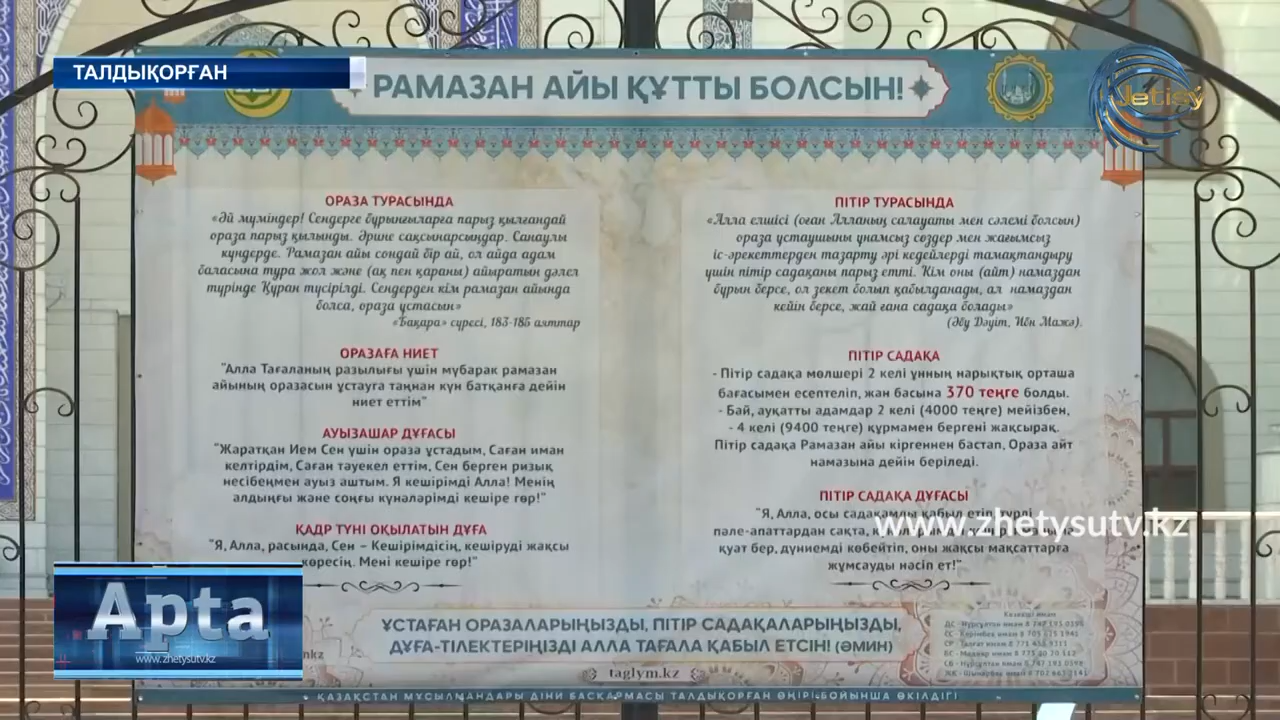 ТАЛДЫҚОРҒАН
РАМАЗАН АЙЫ ҚҰТТЫ БОЛСЫН!
Jetisý
ОРАЗА ТУРАСЫНДА
«Әй мүміндер! Сендерге бұрынғыларға парыз қылғандай
ораза парыз қылынды. Әрине сақсынарсыңдар. Санаулы
күндерде. Рамазан айы сондай бір ай, ол айда адам
баласына тура жол және (ақ пен қараны) айыратын дәлел
түрінде Құран түсірілді. Сендерден кім рамазан айында
болса, ораза ұстасын»
«Бақара» сүресі, 183-185 аяттар
ОРАЗАҒА НИЕТ
"Алла Тағаланың разылығы үшін мүбарак рамазан
айының оразасын ұстауға таңнан күн батқанға дейін
ниет еттім"
АУЫЗАШАР ДҰҒАСЫ
"Жаратқан Ием Сен үшін ораза ұстадым, Саған иман
келтірдім, Саған тәуекел еттім, Сен берген ризық
несібеңмен ауыз аштым. Я кешірімді Алла! Менің
алдыңғы және соңғы күнәларімді кешіре гөр!"
ҚАДР ТҮНІ ОҚЫЛАТЫН ДҰҒА
"Я, Алла, расында, Сен – Кешірімдісің, кешіруді жақсы
көресің. Мені кешіре гөр!"
ПІТІР ТУРАСЫНДА
«Алла елшісі (оған Алланың салауаты мен сәлемі болсын)
ораза ұстаушыны ұнамсыз сөздер мен жағымсыз
іс-әрекеттерден тазарту әрі кедейлерді тамақтандыру
үшін пітір садақаны парыз етті. Кім оны (айт) намаздан
бұрын берсе, ол зекет болып қабылданады, ал намаздан
кейін берсе, жай ғана садақа болады»
(Әбу Дәуіт, Ибн Мажә).
ПІТІР САДАҚА
- Пітір садақа мөлшері 2 келі ұнның нарықтық орташа
бағасымен есептеліп, жан басына 370 теңге болды.
- Бай, ауқатты адамдар 2 келі (4000 теңге) мейізбен,
- 4 келі (9400 теңге) құрмамен бергені жақсырақ.
Пітір садақа Рамазан айы кіргеннен бастап, Ораза айт
намазына дейін беріледі.
ПІТІР САДАҚА ДҰҒАСЫ
"Я, Алла, осы садақамды қабыл етіп, түрлі
пәле-апаттардан сақта,
қуат бер, дүниемді көбейтіп, оны жақсы мақсаттарға
жұмсауды нәсіп ет!"
www.zhetysutv.kz
ҰСТАҒАН ОРАЗАЛАРЫҢЫЗДЫ, ПІТІР САДАҚАЛАРЫҢЫЗДЫ,
ДҰҒА-ТІЛЕКТЕРІҢІЗДІ АЛЛА ТАҒАЛА ҚАБЫЛ ЕТСІН! (ӘМИН)
taglym.kz
ҚАЗАҚСТАН МҰСЫЛМАНДАРЫ ДІНИ БАСҚАРМАСЫ ТАЛДЫҚОРҒАН ӨҢІРІ БОЙЫНША ӨКІЛДІГІ
Арта
www.zhetysutv.kz